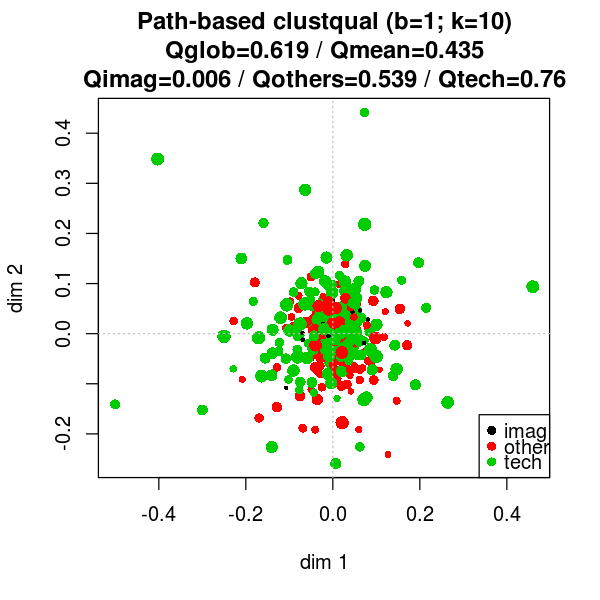 Path-based clustqual (b=1; k=10)
Qglob=0.619 / Qmean=0.435
Qimag=0.006 / Qothers=0.539 / Qtech=0.76
0.4
0.3
0.2
0.1
0.0
-0.2
dim 2
imag
other
tech
-0.4
-0.2
0.0
0.2
0.4
dim 1